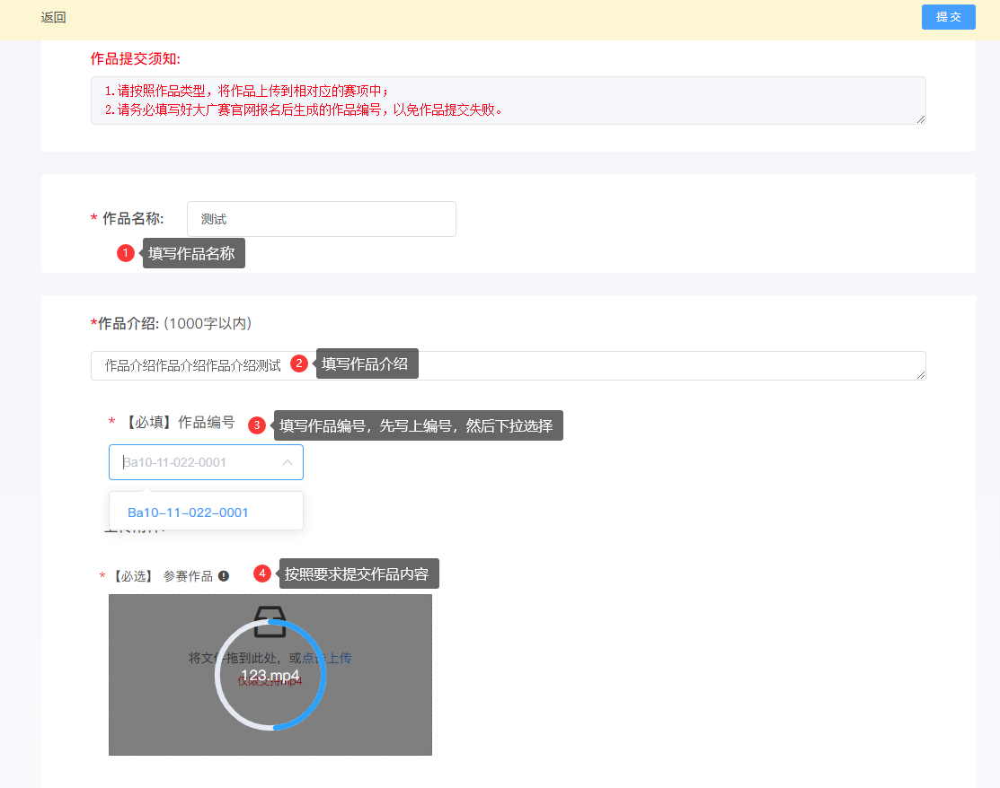 返回
提交
作品提交须知:
1.请按照作品类型，将作品上传到相对应的赛项中；
2.请务必填写好大广赛官网报名后生成的作品编号，以免作品提交失败。
* 作品名称:
测试
1 填写作品名称
*作品介绍: (1000字以内)
作品介绍作品介绍作品介绍测试
2 填写作品介绍
* 【必填】作品编号
3 填写作品编号，先写上编号，然后下拉选择
Ba10-11-022-0001
Ba10-11-022-0001
* 【必选】 参赛作品
4 按照要求提交作品内容
将文件拖到此处，或点击上传
123.mp4
仅限支持mp4